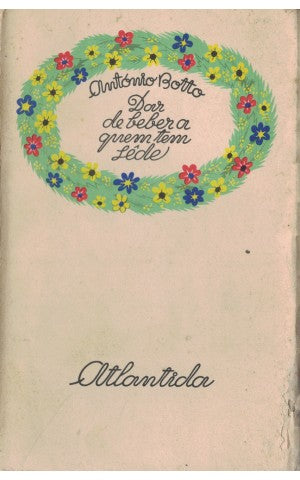 António Botto
Dar
de beber a
quem tem
sêde
Atlantida